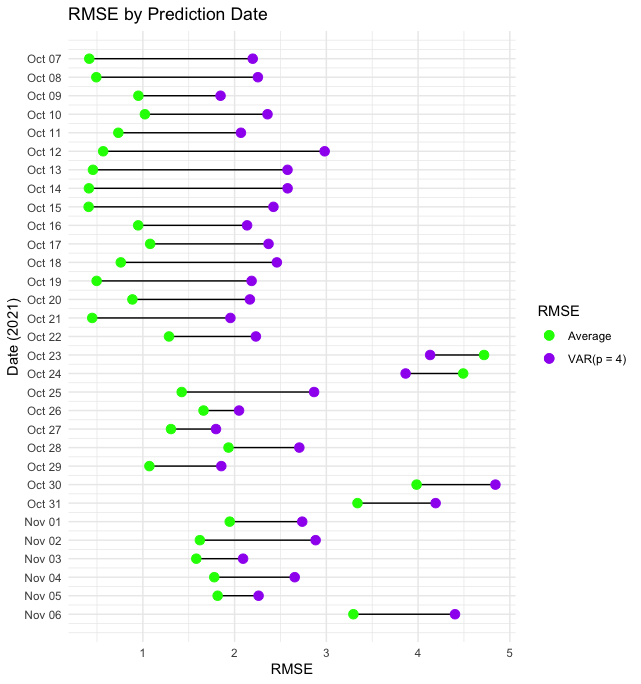 RMSE by Prediction Date
Date (2021)
Oct 07
Oct 08
Oct 09
Oct 10
Oct 11
Oct 12
Oct 13
Oct 14
Oct 15
Oct 16
Oct 17
Oct 18
Oct 19
Oct 20
Oct 21
Oct 22
Oct 23
Oct 24
Oct 25
Oct 26
Oct 27
Oct 28
Oct 29
Oct 30
Oct 31
Nov 01
Nov 02
Nov 03
Nov 04
Nov 05
Nov 06
1 2 3 4 5
RMSE
RMSE
Average
VAR(p = 4)